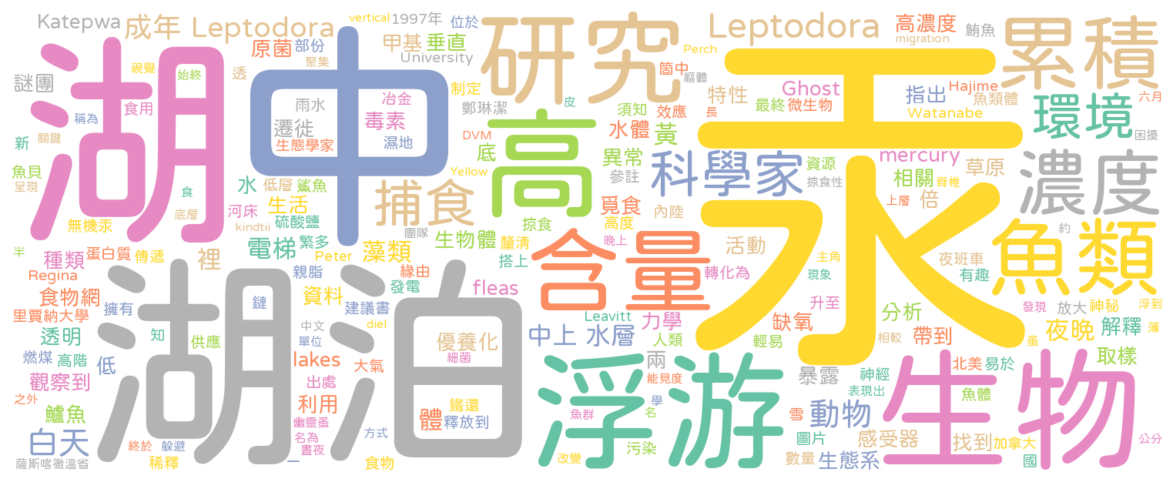 Katepwa 成年 Leptodora 原菌 部份 vertical 1997年 位於 高濃度 鮪魚 累積
甲基 垂直 University 研究 Leptodora Perch migration
謎團 視覺 始終 透 聚集 箇中 軀體 Ghost 指出 Hajime 魚類體 六月
湖 中 雨水 冶金 制定 特性 最終 微生物 Watanabe 環境
稱為 食用 遷徙 毒素 鄭琳潔 皮 須知 效應 長 汞 困擾
新 關鍵 生態學家 濕地 DVM 高 水體 黃 mercury 草原 濃度
魚貝 食 水 低層 鯊魚 底 Yellow 異常 科學家 資源 相關 脊椎
呈現 底層 河床 生活 捕食 參註 掠食性 倍 上層
無機汞 kindtii 硫酸鹽 團隊 掠食 覓食 內陸 約
半 電梯 繁多 生物體 釐清 高度 晚上 活動 主角 夜班車 魚類
種類 蛋白質 傳遞 裡 Peter 藻類 搭上 含量 轉化為 現象 有趣
Regina 親脂 緣由 fleas 升至 發現 放大 神秘 浮到
食物網 擁有 鏈 資料 發電 建議書 Leavitt 力學 缺氧 分析 夜晚 解釋 薄
里賈納大學 湖泊 中文 diel 中上 水層 人類 輕易 相較 帶到 蛋
透明 知 供應 單位 優養化 兩
燃煤 高階 低 lakes 大氣 細菌 浮游 能見度 暴露 神經 北美 易於 取樣
觀察到 出處 表現出 生物 魚體
之外 鱸魚 利用 鐵還 魚群 名 學 雪 動物 感受器 找到 加拿大 公分
白天 躲避 終於 名為 幽靈蚤 體 釋放到 污染 圖片 國
薩斯喀徹溫省 稀釋 晝夜 一 方式 食物 改變 數量 生態系